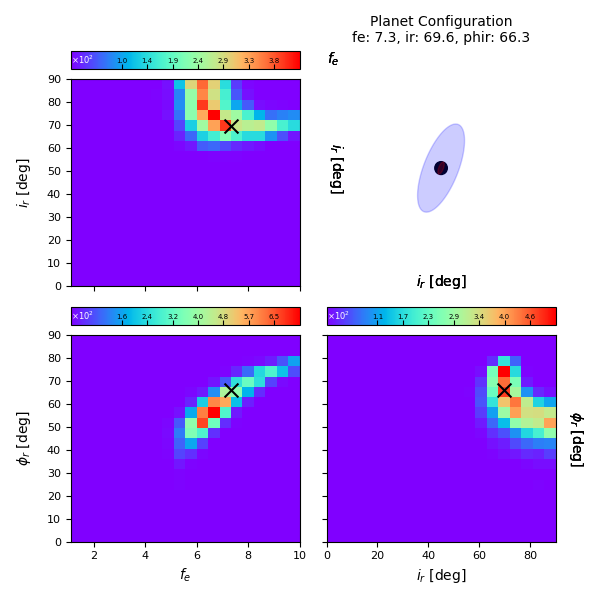 Planet Configuration
fe: 7.3, ir: 69.6, phir: 66.3
×10² 1.0 1.4 1.9 2.4 2.9 3.3 3.8
f_e
90
80
70
60
50
40
30
20
10
0
i_r [deg]
i_r [deg]
i_r [deg]
×10² 1.6 2.4 3.2 4.0 4.8 5.7 6.5
×10² 1.1 1.7 2.3 2.9 3.4 4.0 4.6
90
80
70
60
50
40
30
20
10
0
ϕ_r [deg]
ϕ_r [deg]
2 4 6 8 10
0 20 40 60 80
f_e
i_r [deg]